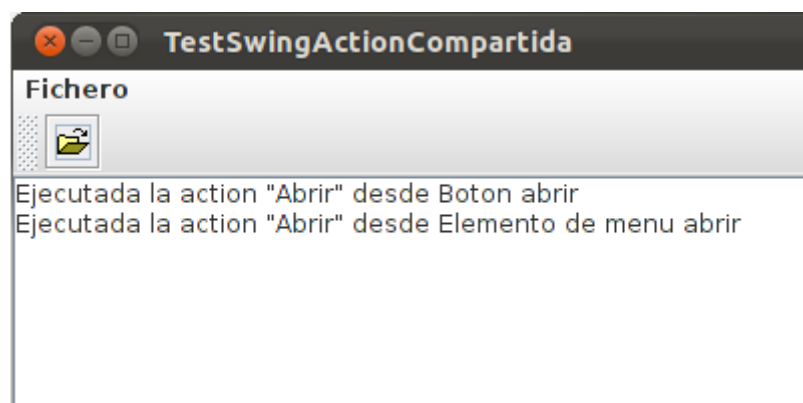 TestSwingActionCompartida
Fichero
Ejecutada la action "Abrir" desde Boton abrir
Ejecutada la action "Abrir" desde Elemento de menu abrir